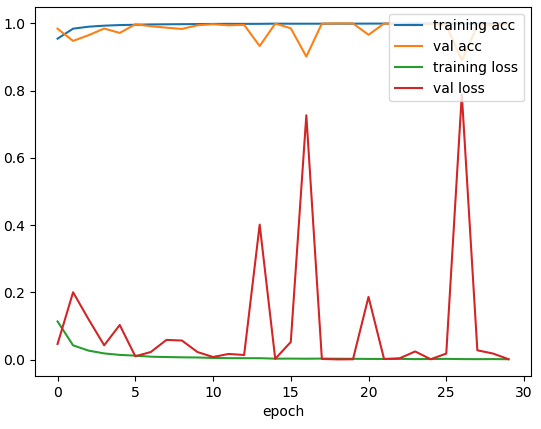 1.0
0.8
0.6
0.4
0.2
0.0
training acc
val acc
training loss
val loss
0 5 10 15 20 25 30
epoch